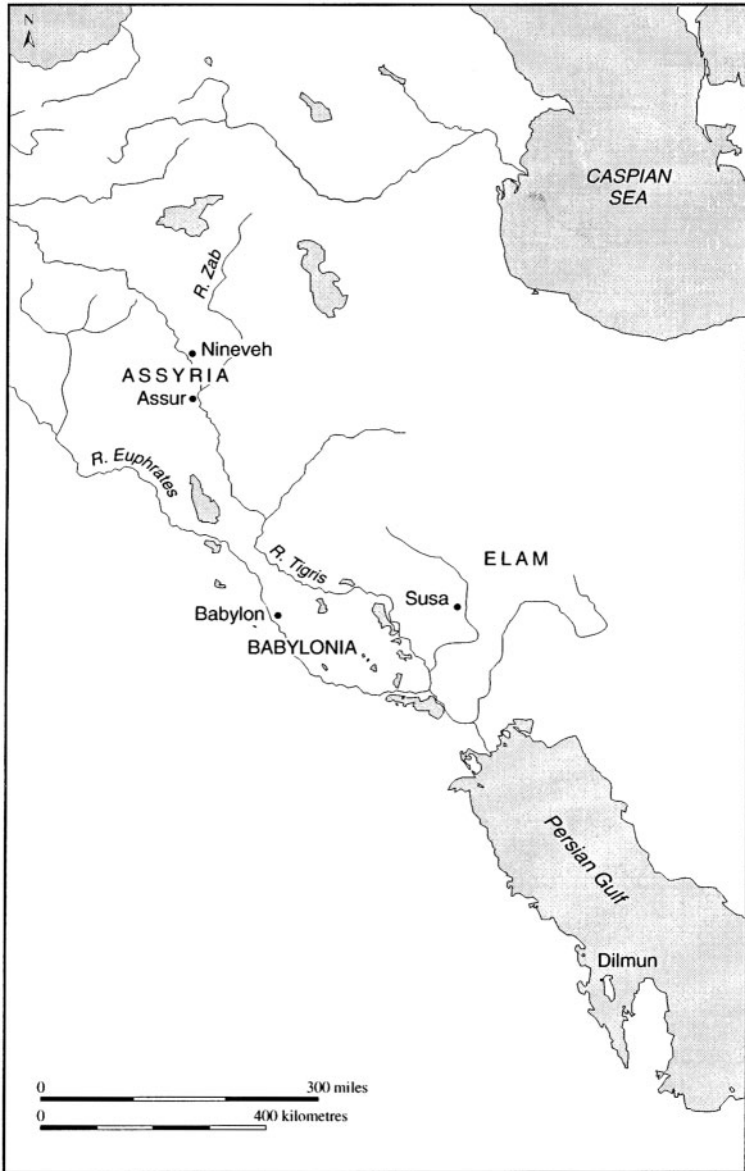 N
CASPIAN
SEA
R. Zab
Nineveh
ASSYRIA
Assur
R. Euphrates
R. Tigris
ELAM
Susa
Babylon
BABYLONIA
Persian Gulf
Dilmun
0 300 miles
0 400 kilometres